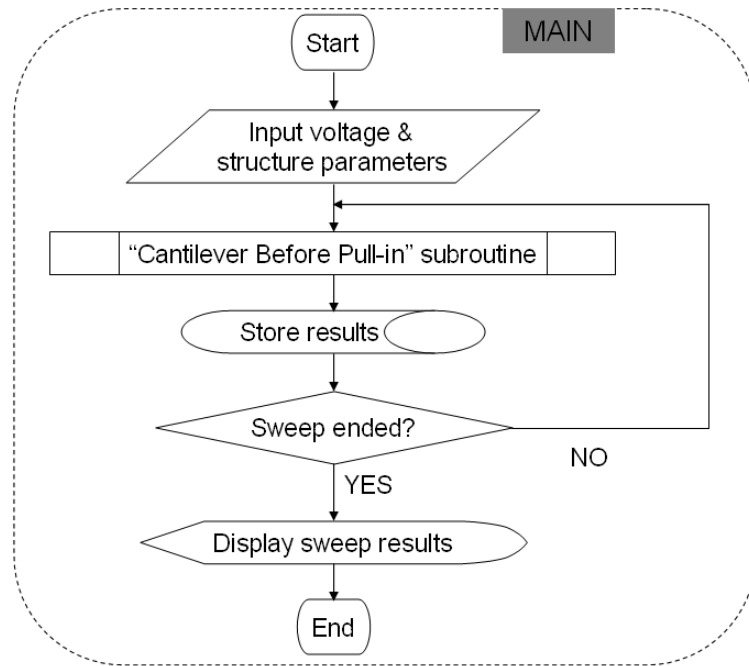 MAIN
Start
Input voltage &
structure parameters
“Cantilever Before Pull-in” subroutine
Store results
Sweep ended?
NO
YES
Display sweep results
End